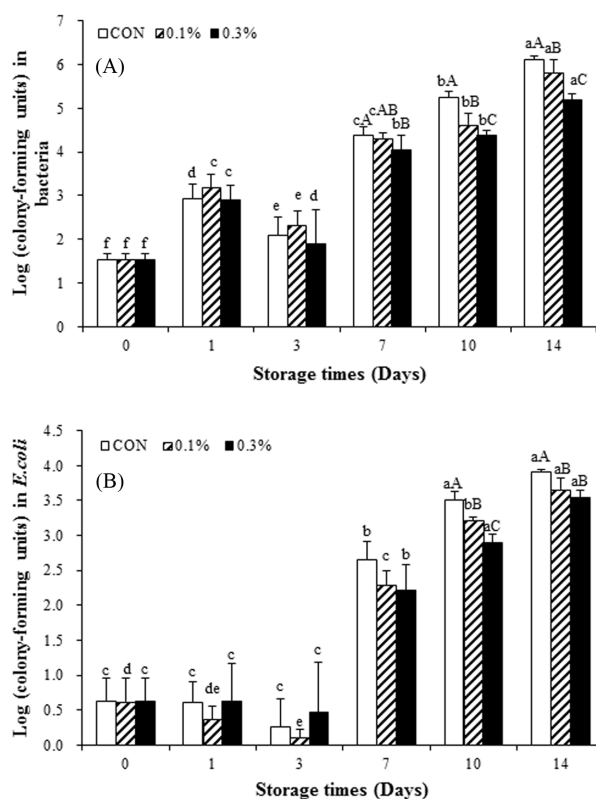 Log (colony-forming units) in
bacteria
7
6
5
4
3
2
1
0
CON 0.1% 0.3%
(A)
f f f
d c c
e e d
cA cAB bB
bA bB bC
aA aB aC
0 1 3 7 10 14
Storage times (Days)
Log (colony-forming units) in E.coli
4.5
4.0
3.5
3.0
2.5
2.0
1.5
1.0
0.5
0.0
CON 0.1% 0.3%
(B)
c d c
c de c
c e c
b c b
aA bB aC
aA aB aB
0 1 3 7 10 14
Storage times (Days)